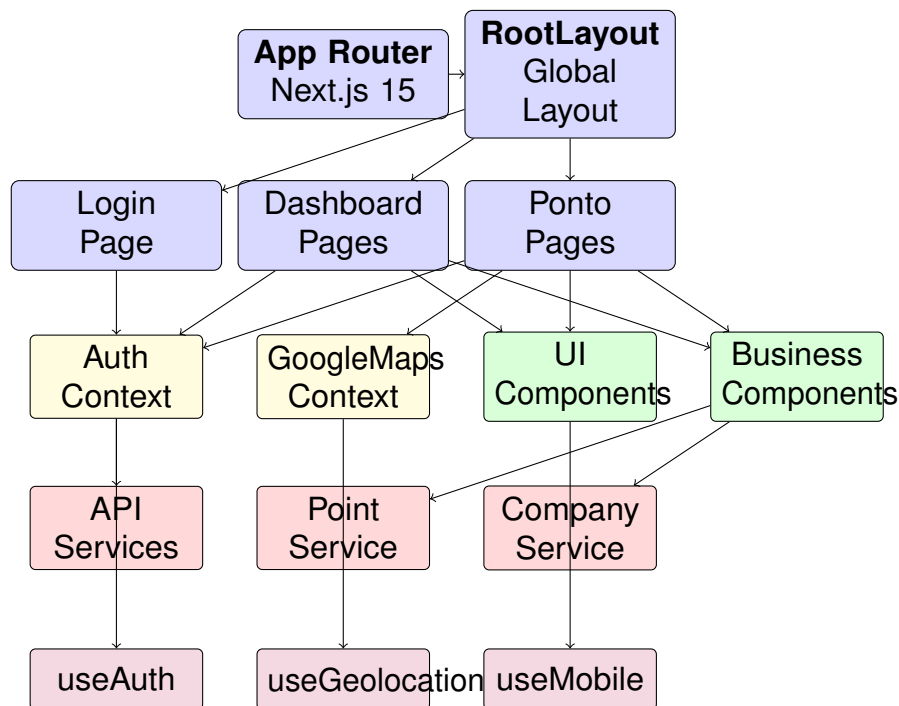 App Router
Next.js 15
RootLayout
Global
Layout
Login
Page
Dashboard
Pages
Ponto
Pages
Auth
Context
GoogleMaps
Context
UI
Components
Business
Components
API
Services
Point
Service
Company
Service
useAuth
useGeolocation
useMobile